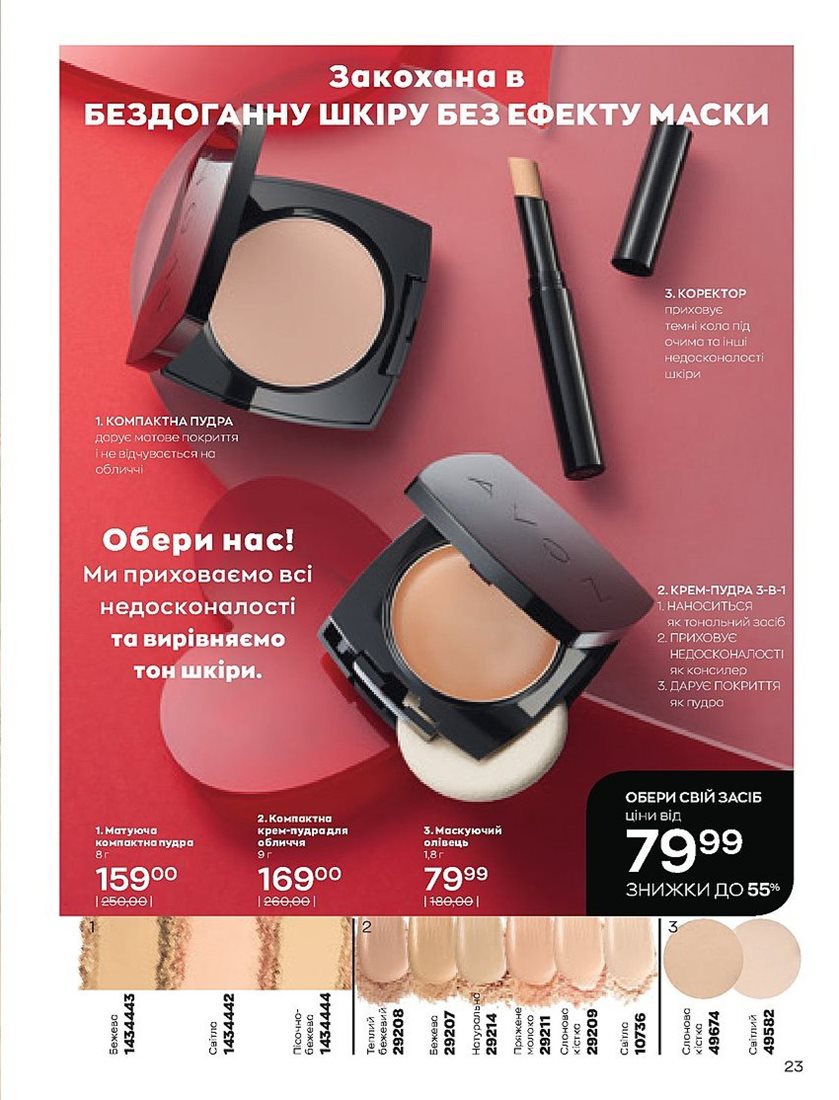 Закохана в
БЕЗДОГАННУ ШКІРУ БЕЗ ЕФЕКТУ МАСКИ
AVON
3. КОРЕКТОР
приховує
темні кола під
очима та інші
недосконалості
шкіри
1. КОМПАКТНА ПУДРА
дарує матове покриття
і не відчувається на
обличчі
AVON
Обери нас!
Ми приховаємо всі
недосконалості
та вирівняємо
тон шкіри.
2. КРЕМ-ПУДРА 3-В-1
1. НАНОСИТЬСЯ
як тональний засіб
2. ПРИХОВУЄ
НЕДОСКОНАЛОСТІ
як консилер
3. ДАРУЄ ПОКРИТТЯ
як пудра
1. Матуюча
компактна пудра
8 г
15900
| 250,00 |
2. Компактна
крем-пудра для
обличчя
9 г
16900
| 260,00 |
3. Маскуючий
олівець
1,8 г
7999
| 180,00 |
ОБЕРИ СВІЙ ЗАСІБ
ціни від
7999
ЗНИЖКИ ДО 55%
1
2
3
Бежева
1434443
Світла
1434442
Пісочно-
бежева
1434444
Теплий
бежевий
29208
Бежева
29207
Натуральна
29214
Пряжене
молоко
29211
Слонова
кістка
29209
Світла
10736
Слонова
кістка
49674
Світлий
49582
23